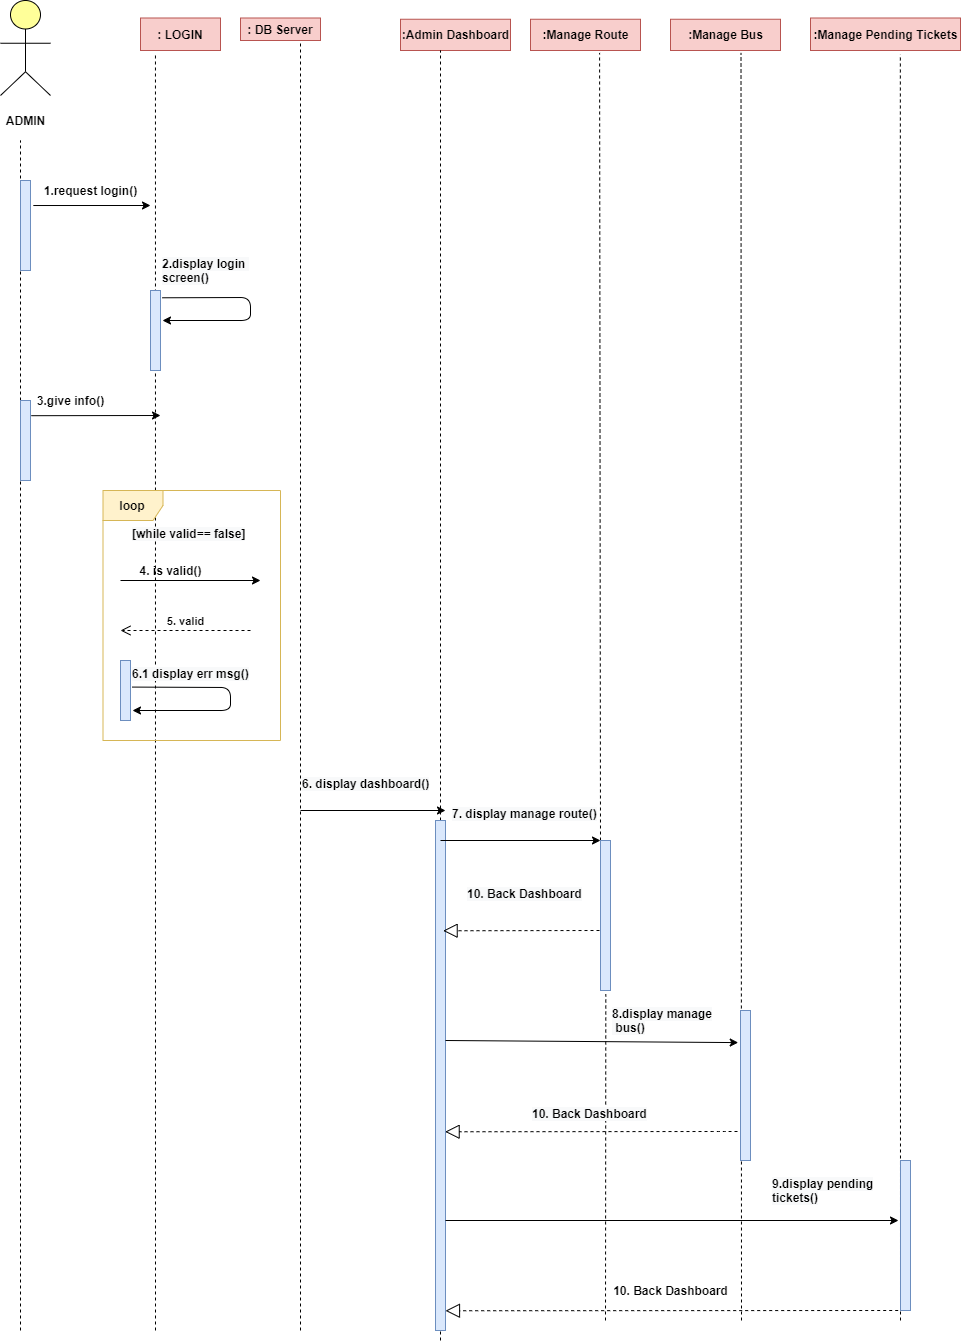 : LOGIN
: DB Server
:Admin Dashboard
:Manage Route
:Manage Bus
:Manage Pending Tickets
ADMIN
1.request login()
2.display login
screen()
3.give info()
loop
[while valid== false]
4. is valid()
5. valid
6.1 display err msg()
6. display dashboard()
7. display manage route()
10. Back Dashboard
8.display manage
bus()
10. Back Dashboard
9.display pending
tickets()
10. Back Dashboard